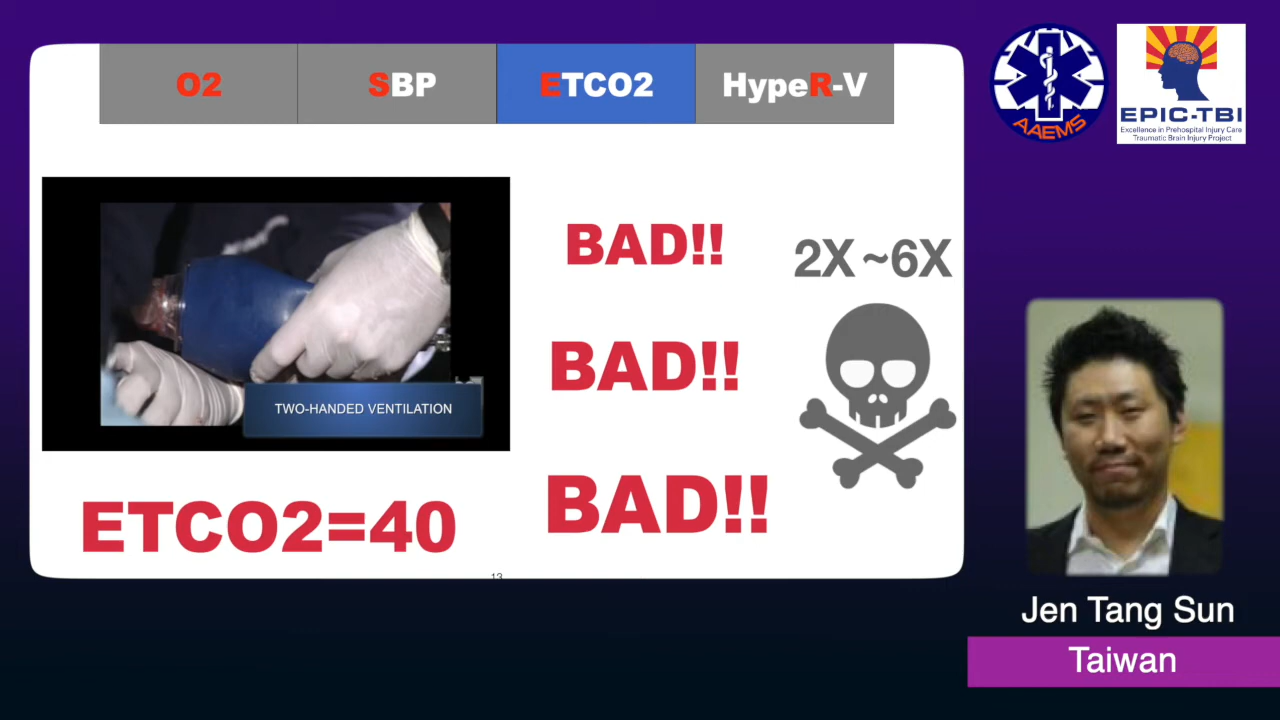 O2
SBP
ETCO2
HypeR-V
TWO-HANDED VENTILATION
ETCO2=40
BAD!!
BAD!!
BAD!!
2X ~6X
13
AAEMS
EPIC-TBI
Excellence in Prehospital Injury Care
Traumatic Brain Injury Project
Jen Tang Sun
Taiwan